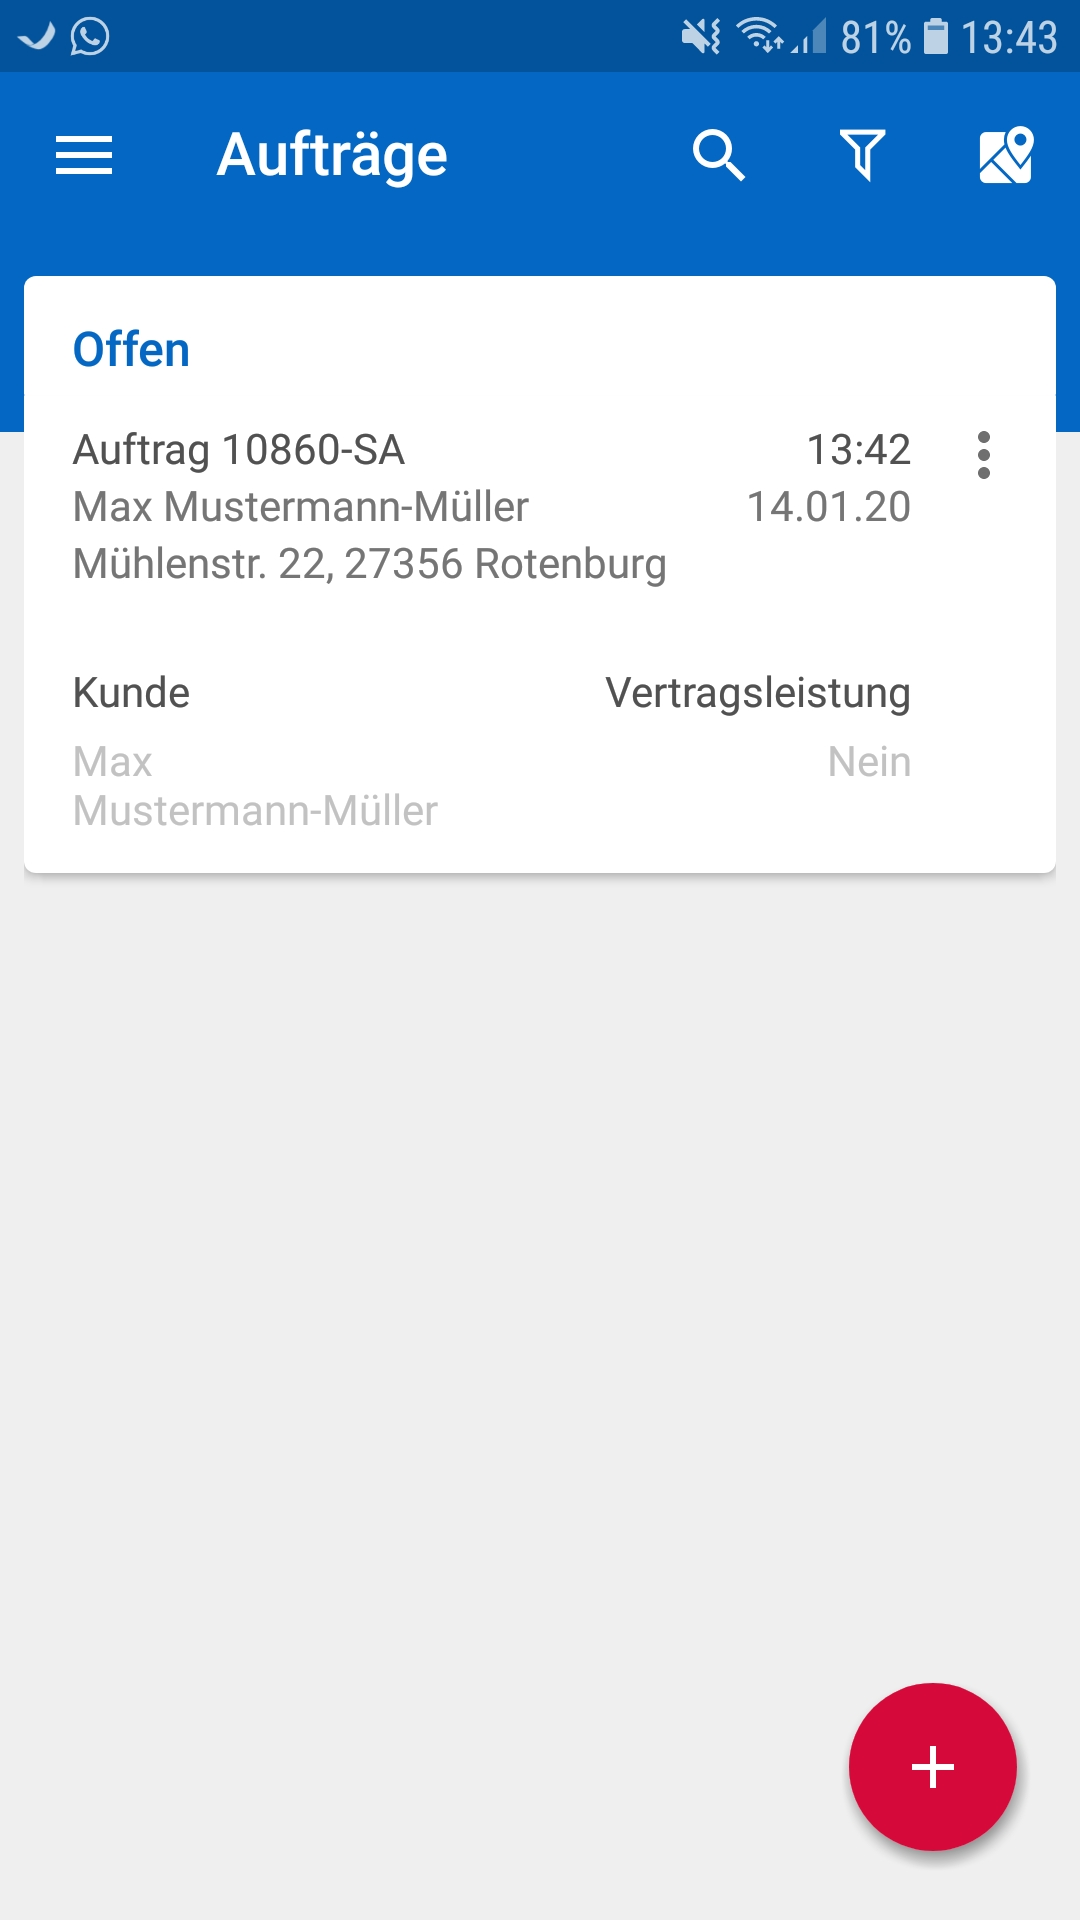 81% 13:43
Aufträge
Offen
Auftrag 10860-SA 13:42
Max Mustermann-Müller 14.01.20
Mühlenstr. 22, 27356 Rotenburg
Kunde Vertragsleistung
Max Nein
Mustermann-Müller